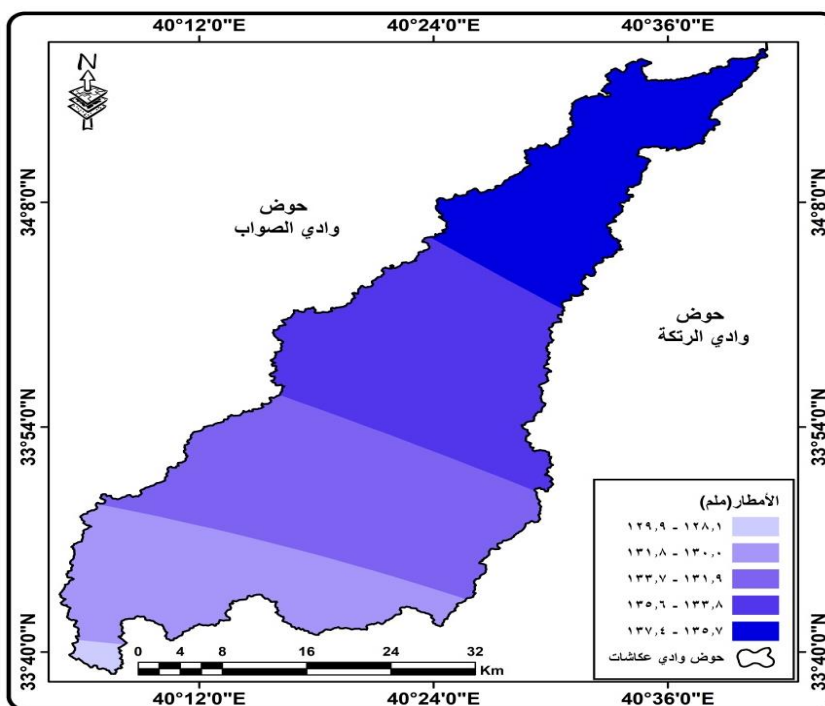 40°12'0"E 40°24'0"E 40°36'0"E
N
34°8'0"N
34°8'0"N
حوض
وادي الصواب
حوض
وادي الرتكة
33°54'0"N
33°54'0"N
الأمطار(ملم)
١٢٨,١ - ١٢٩,٩
١٣٠,٠ - ١٣١,٨
١٣١,٩ - ١٣٣,٧
١٣٣,٨ - ١٣٥,٦
١٣٥,٧ - ١٣٧,٤
حوض وادي عكاشات
33°40'0"N
33°40'0"N
0 4 8 16 24 32
Km
40°12'0"E 40°24'0"E 40°36'0"E